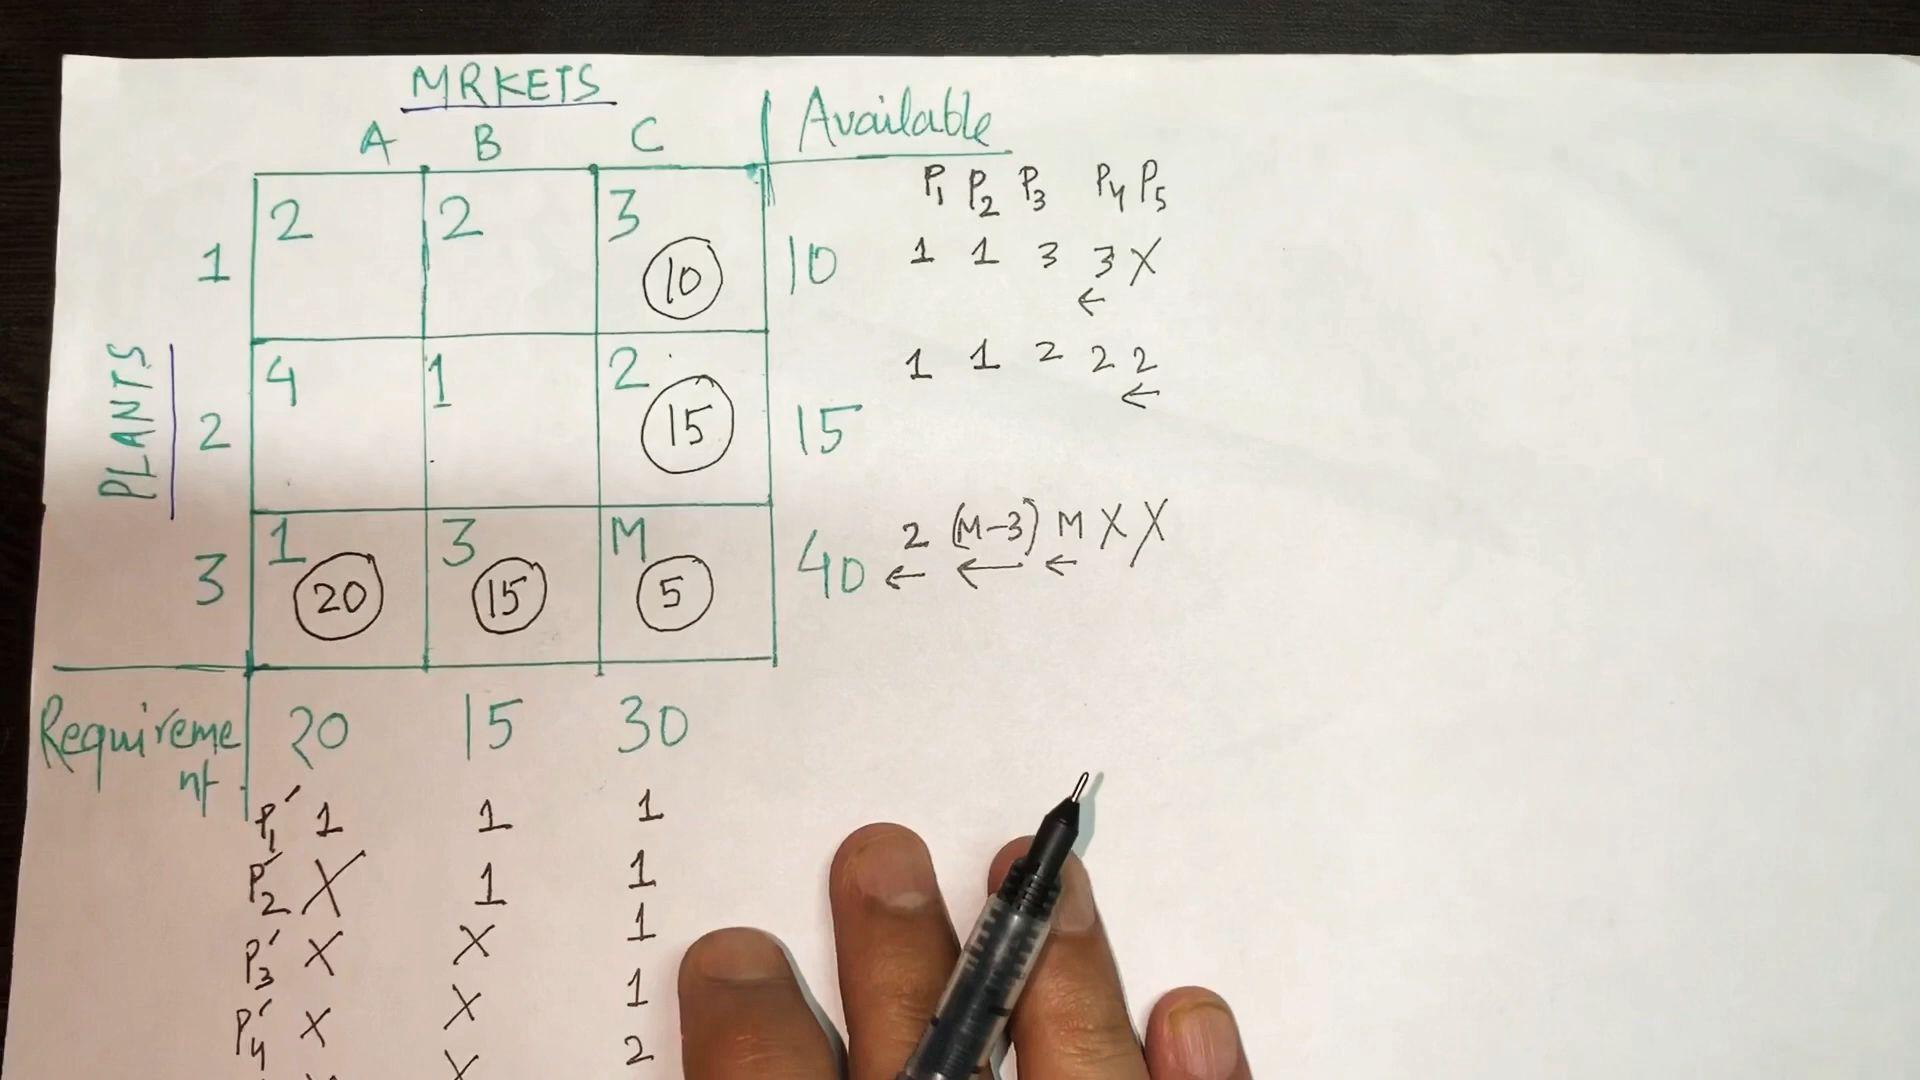 MRKETS
A B C Available
P₁ P₂ P₃ P₄ P₅
2 2 3
1 10 10 1 1 3 3 X
←
PLANTS
4 1 2 1 1 2 2 2
←
2 15 15
1 3 M 2 (M-3) M X X
3 20 15 5 40 ← ← ←
Requireme 20 15 30
nt
P₁′ 1 1 1
P₂′ X 1 1
P₃′ X X 1
P₄′ X X 1
X 2